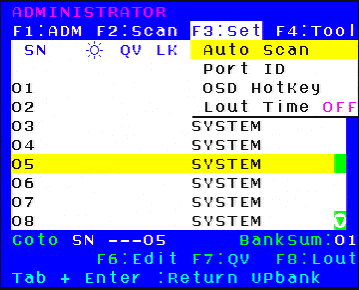 ADMINISTRATOR
F1:ADM F2:Scan F3:Set F4:Tool
SN QV LK Auto Scan
Port ID
01 OSD HotKey
02 Lout Time OFF
03 SYSTEM
04 SYSTEM
05 SYSTEM
06 SYSTEM
07 SYSTEM
08 SYSTEM
Goto SN ---05 BankSum:01
F6:Edit F7:QV F8:Lout
Tab + Enter :Return UPbank